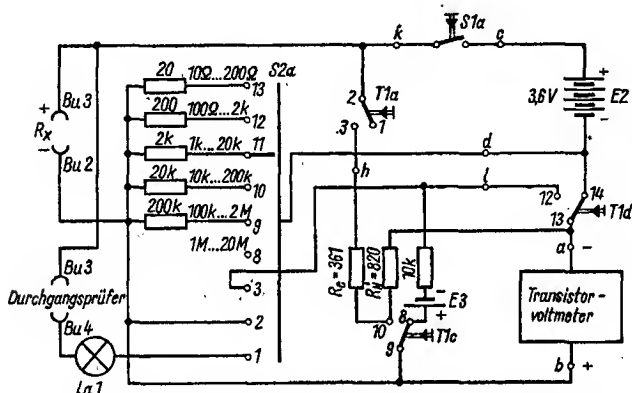 k
S1a
c
20
10Ω...200Ω
S2a
13
+
Bu 3
Rx
-
Bu 2
200
100Ω...2k
12
2
T1a
3
1
3,6V
E2
+
-
2k
1k...20k
11
h
d
20k
10k...200k
10
l
12
14
13
T1d
200k
100k...2M
9
1M...20M
8
a
-
Bu 3
3
Re = 361
RN' = 820
10k
-
E3
+
Durchgangsprüfer
Bu 4
2
10
8
T1c
9
Transistor-
voltmeter
1
b
+
La 1